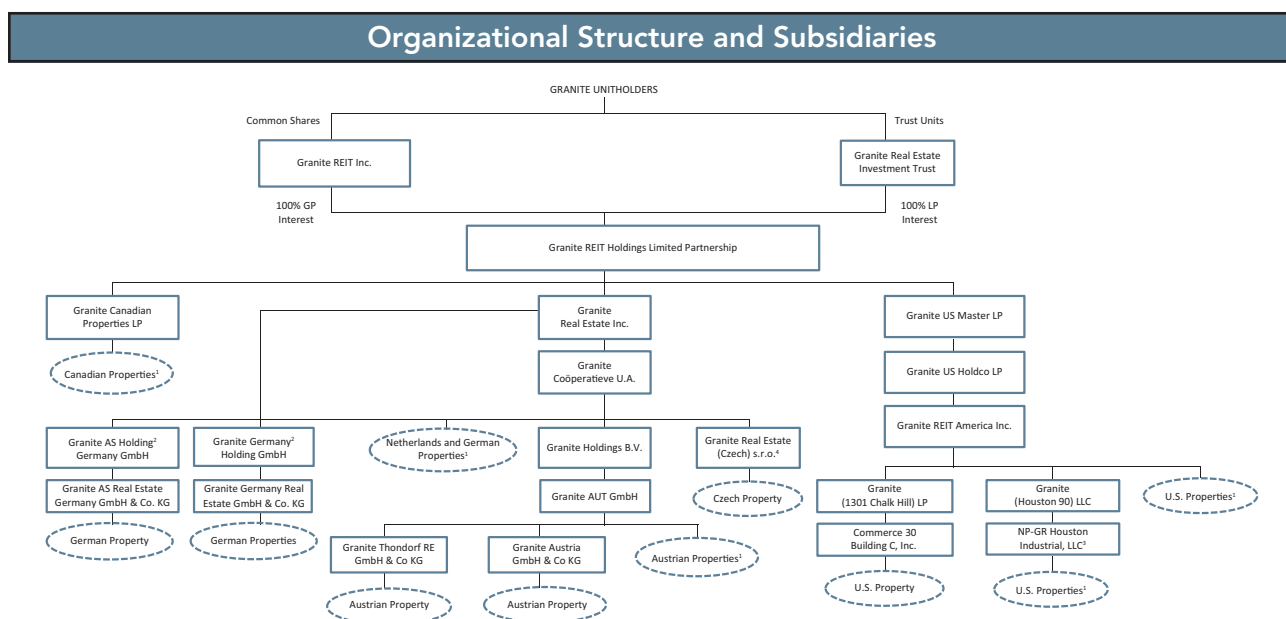 Organizational Structure and Subsidiaries
GRANITE UNITHOLDERS
Common Shares
Trust Units
Granite REIT Inc.
Granite Real Estate
Investment Trust
100% GP
Interest
100% LP
Interest
Granite REIT Holdings Limited Partnership
Granite Canadian
Properties LP
Granite
Real Estate Inc.
Granite US Master LP
Canadian Properties¹
Granite
Coöperatieve U.A.
Granite US Holdco LP
Granite REIT America Inc.
Granite AS Holding²
Germany GmbH
Granite Germany²
Holding GmbH
Netherlands and German
Properties¹
Granite Holdings B.V.
Granite Real Estate
(Czech) s.r.o.⁴
Granite AS Real Estate
Germany GmbH & Co. KG
Granite Germany Real
Estate GmbH & Co. KG
Granite AUT GmbH
Czech Property
Granite
(1301 Chalk Hill) LP
Granite
(Houston 90) LLC
U.S. Properties¹
German Property
German Properties
Granite Thondorf RE
GmbH & Co KG
Granite Austria
GmbH & Co KG
Austrian Properties¹
Commerce 30
Building C, Inc.
NP-GR Houston
Industrial, LLC³
Austrian Property
Austrian Property
U.S. Property
U.S. Properties¹